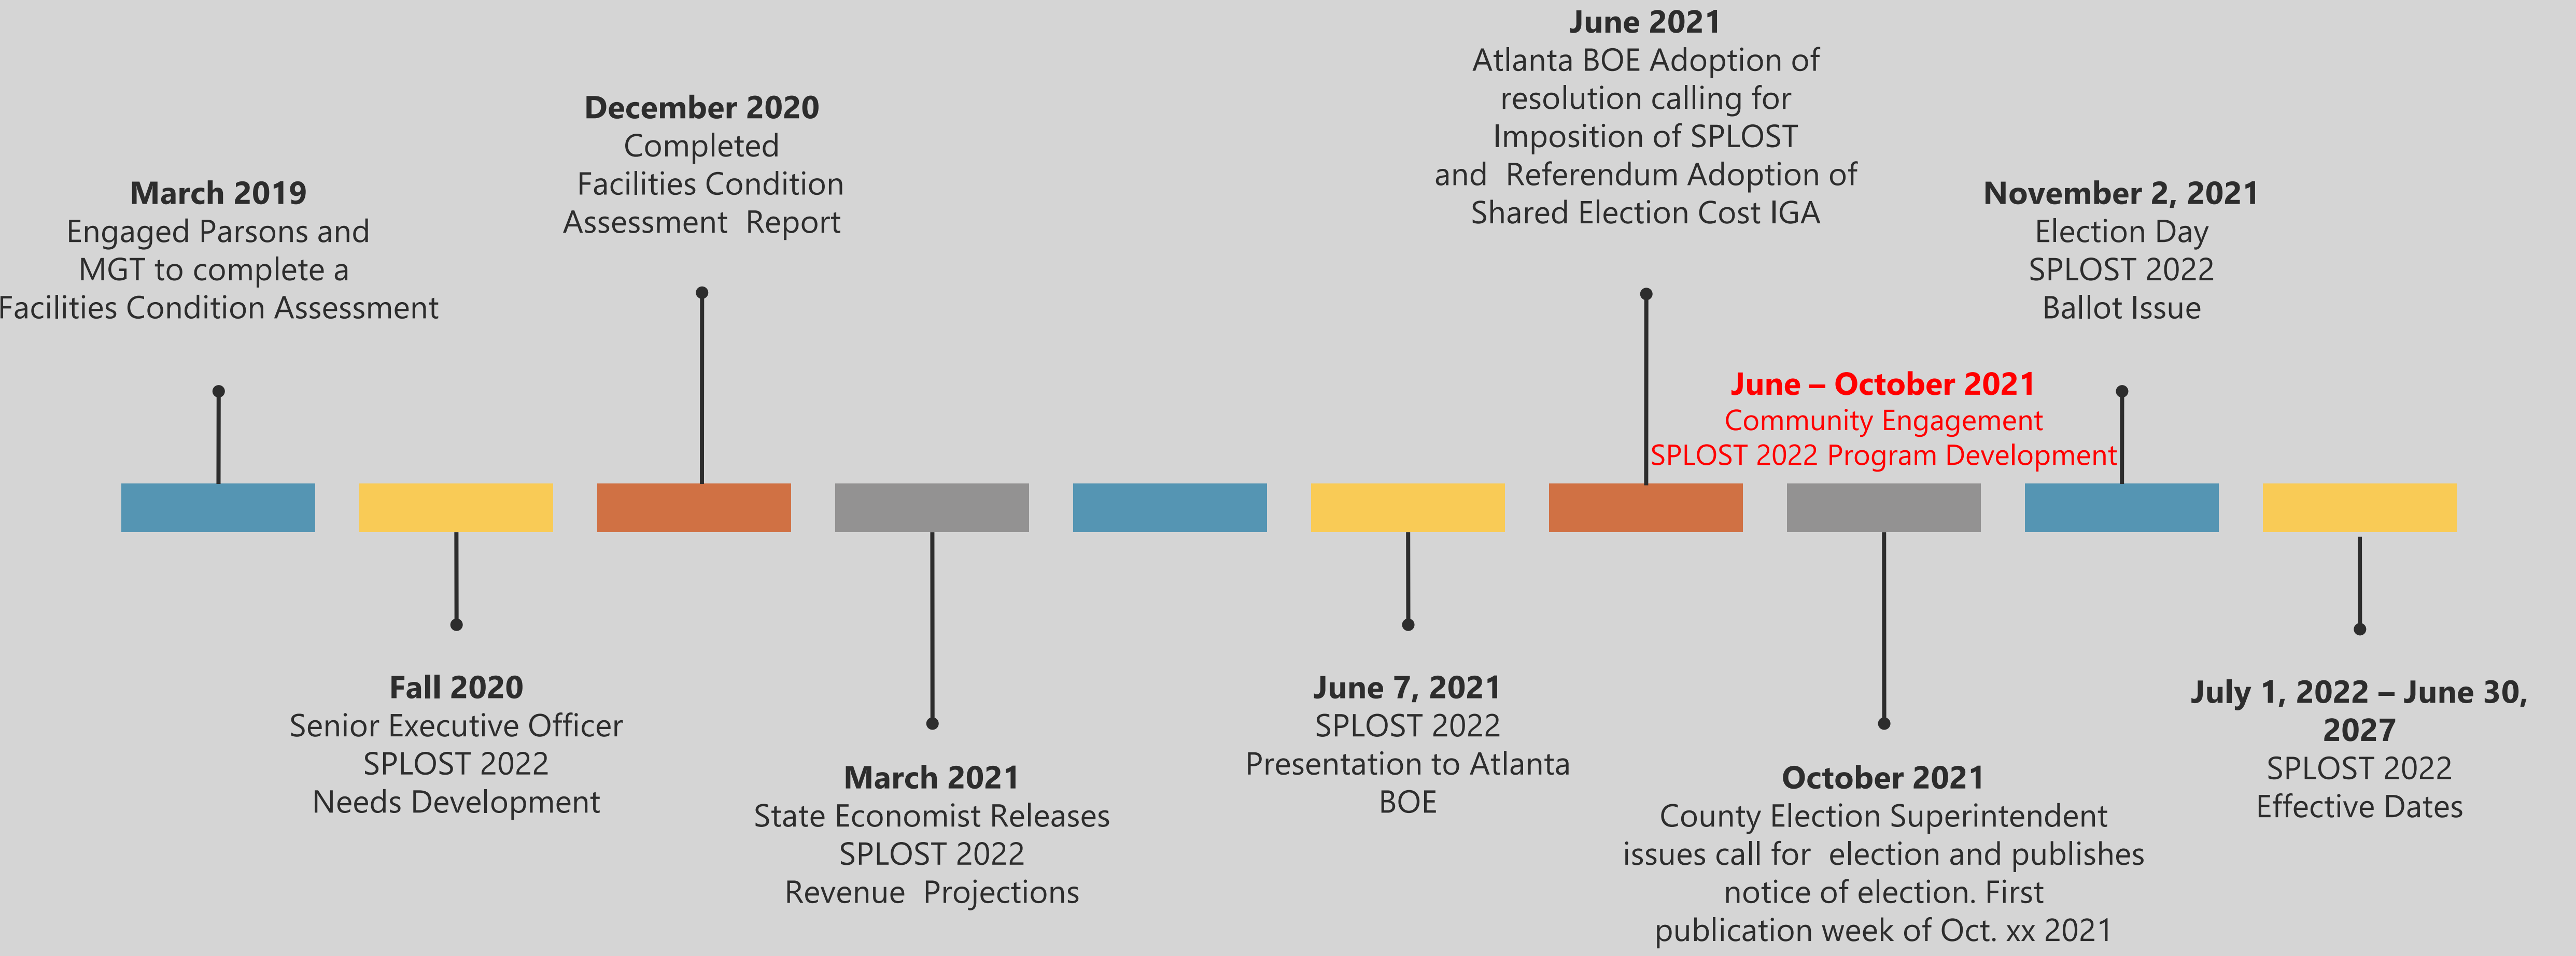 March 2019
Engaged Parsons and
MGT to complete a
Facilities Condition Assessment
Fall 2020
Senior Executive Officer
SPLOST 2022
Needs Development
December 2020
Completed
Facilities Condition
Assessment Report
March 2021
State Economist Releases
SPLOST 2022
Revenue Projections
June 7, 2021
SPLOST 2022
Presentation to Atlanta
BOE
June 2021
Atlanta BOE Adoption of
resolution calling for
Imposition of SPLOST
and Referendum Adoption of
Shared Election Cost IGA
June – October 2021
Community Engagement
SPLOST 2022 Program Development
October 2021
County Election Superintendent
issues call for election and publishes
notice of election. First
publication week of Oct. xx 2021
November 2, 2021
Election Day
SPLOST 2022
Ballot Issue
July 1, 2022 – June 30,
2027
SPLOST 2022
Effective Dates